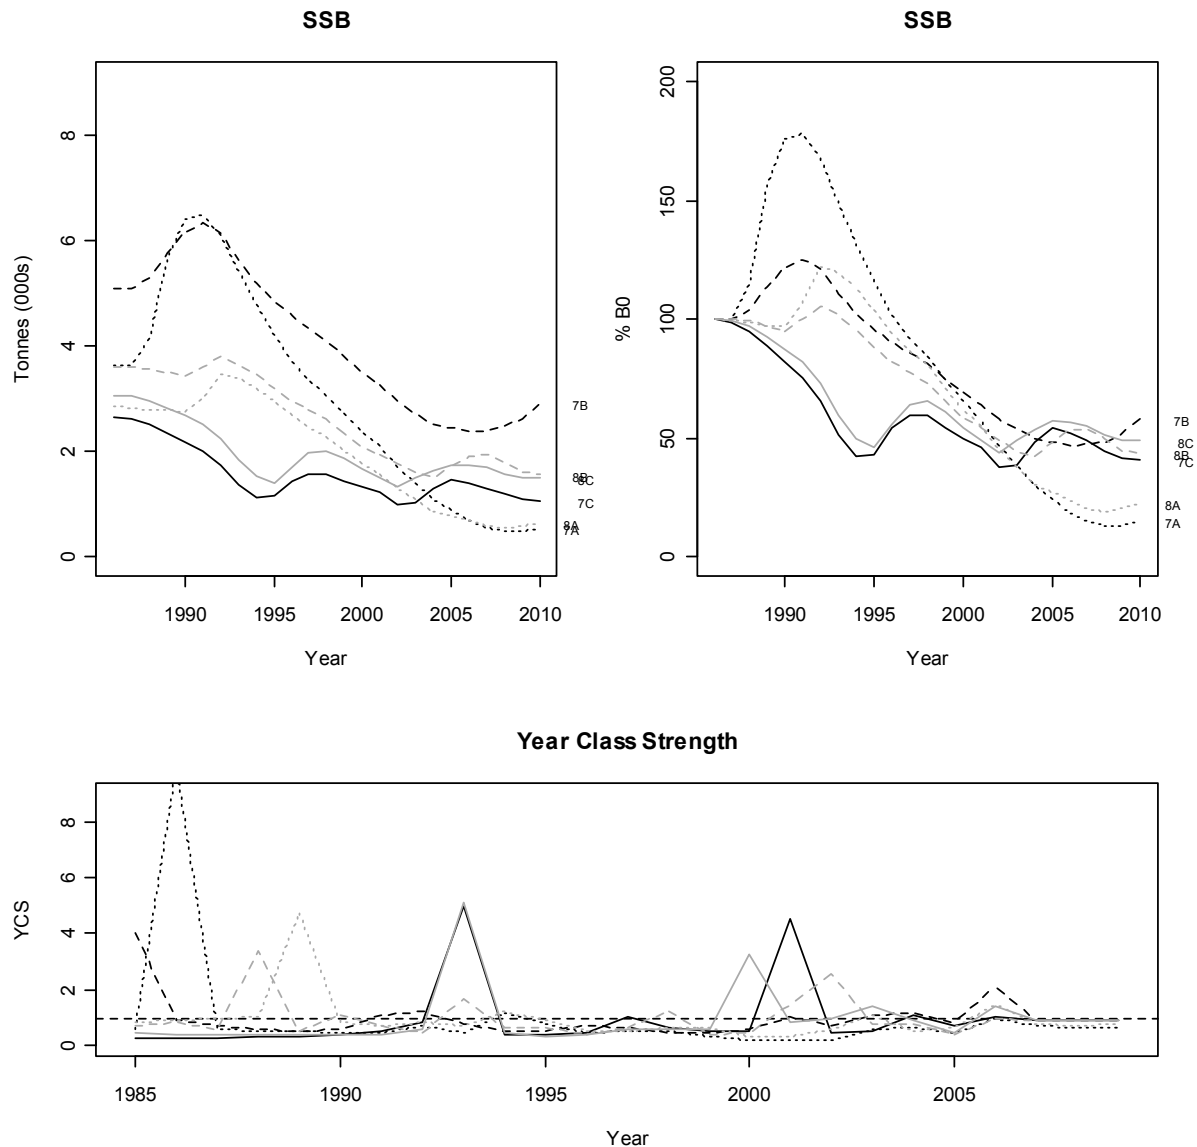 SSB
Tonnes (000s)
8
6
4
2
0
7B
8B
7C
8A
7A
1990 1995 2000 2005 2010
Year
SSB
% B0
200
150
100
50
0
7B
8C
8B
7C
8A
7A
1990 1995 2000 2005 2010
Year
Year Class Strength
YCS
8
6
4
2
0
1985 1990 1995 2000 2005
Year